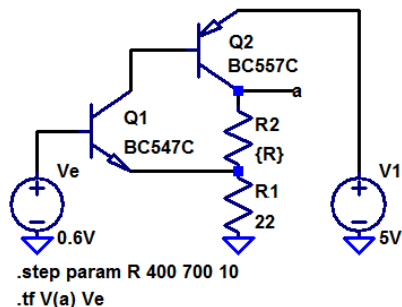 Q2
BC557C
a
Q1
BC547C
R2
{R}
Ve
V1
R1
22
0.6V
5V
.step param R 400 700 10
.tf V(a) Ve